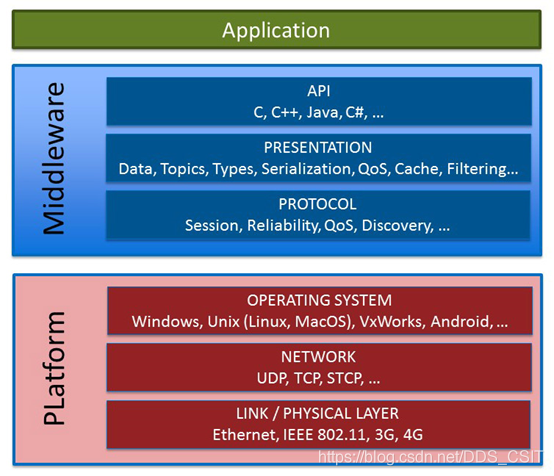 Application
Middleware
API
C, C++, Java, C#, ...
PRESENTATION
Data, Topics, Types, Serialization, QoS, Cache, Filtering...
PROTOCOL
Session, Reliability, QoS, Discovery, ...
PLatform
OPERATING SYSTEM
Windows, Unix (Linux, MacOS), VxWorks, Android, ...
NETWORK
UDP, TCP, STCP, ...
LINK / PHYSICAL LAYER
Ethernet, IEEE 802.11, 3G, 4G
https://blog.csdn.net/DDS_CSIT